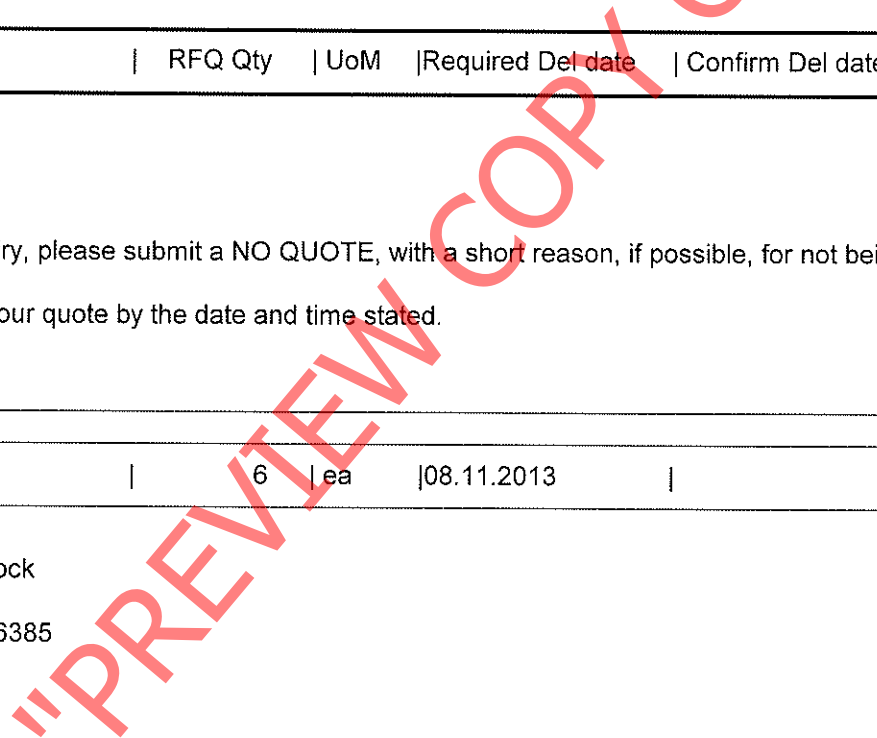 | RFQ Qty | UoM |Required Del date | Confirm Del date
ry, please submit a NO QUOTE, with a short reason, if possible, for not bei
our quote by the date and time stated.
| 6 | ea |08.11.2013 |
ock
6385
"PREVIEW COPY